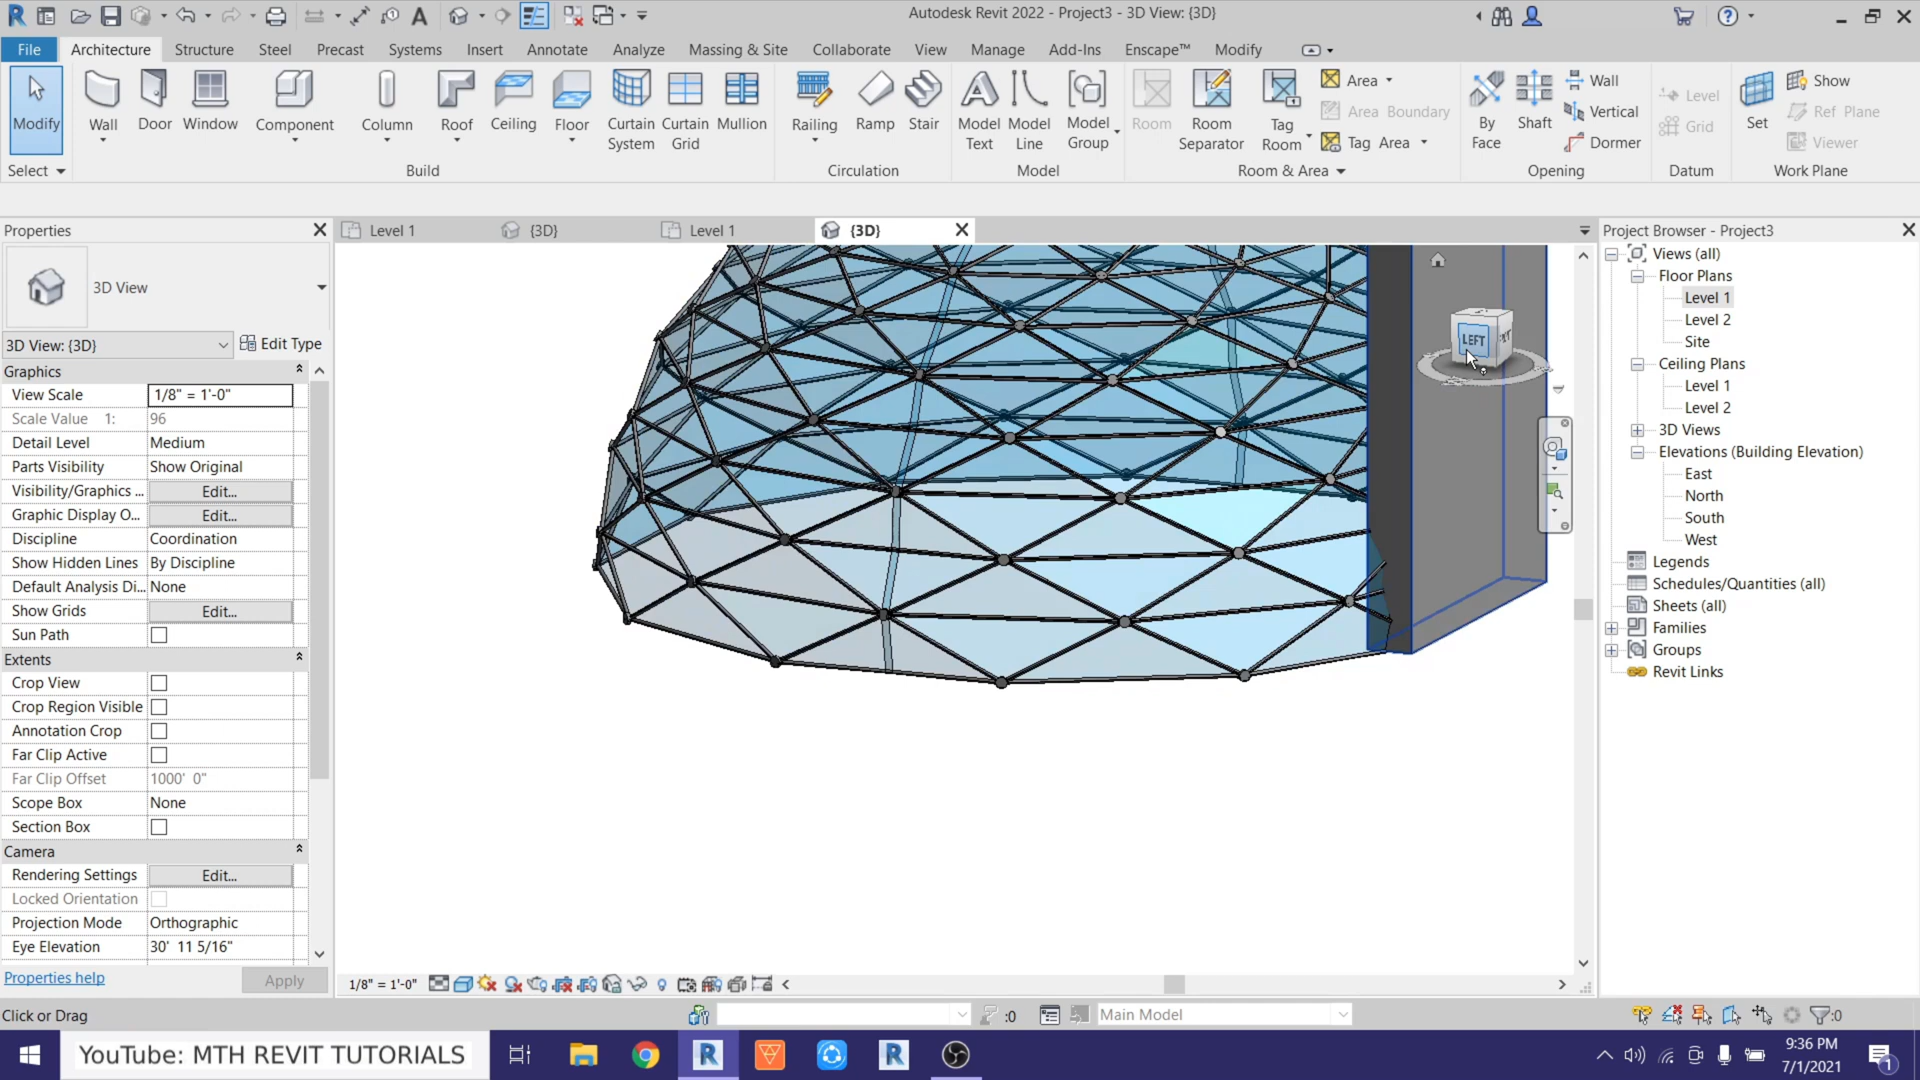 Autodesk Revit 2022 - Project3 - 3D View: {3D}
File Architecture Structure Steel Precast Systems Insert Annotate Analyze Massing & Site Collaborate View Manage Add-Ins Enscape™ Modify
Modify
Wall
Door
Window
Component
Column
Roof
Ceiling
Floor
Curtain System
Curtain Grid
Mullion
Railing
Ramp
Stair
Model Text
Model Line
Model Group
Room
Room Separator
Tag Room
Area
Area Boundary
Tag Area
By Face
Shaft
Wall
Vertical
Dormer
Level
Grid
Set
Show
Ref Plane
Viewer
Select Build Circulation Model Room & Area Opening Datum Work Plane
Properties
3D View
3D View: {3D} Edit Type
Graphics
View Scale 1/8" = 1'-0"
Scale Value 1: 96
Detail Level Medium
Parts Visibility Show Original
Visibility/Graphics ... Edit...
Graphic Display O... Edit...
Discipline Coordination
Show Hidden Lines By Discipline
Default Analysis Di... None
Show Grids Edit...
Sun Path
Extents
Crop View
Crop Region Visible
Annotation Crop
Far Clip Active
Far Clip Offset 1000' 0"
Scope Box None
Section Box
Camera
Rendering Settings Edit...
Locked Orientation
Projection Mode Orthographic
Eye Elevation 30' 11 5/16"
Properties help Apply
Level 1 {3D} Level 1 {3D}
LEFT
1/8" = 1'-0"
Project Browser - Project3
Views (all)
Floor Plans
Level 1
Level 2
Site
Ceiling Plans
Level 1
Level 2
3D Views
Elevations (Building Elevation)
East
North
South
West
Legends
Schedules/Quantities (all)
Sheets (all)
Families
Groups
Revit Links
Click or Drag :0 Main Model :0
YouTube: MTH REVIT TUTORIALS
9:36 PM
7/1/2021
1